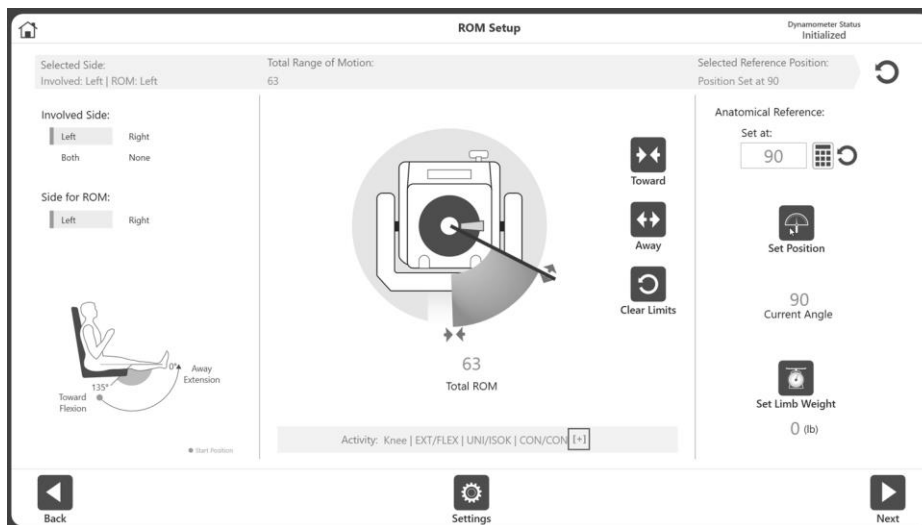 ROM Setup
Dynamometer Status
Initialized
Selected Side:
Involved: Left | ROM: Left
Total Range of Motion:
63
Selected Reference Position:
Position Set at 90
Involved Side:
Left Right
Both None
Side for ROM:
Left Right
0° Away
Extension
135°
Toward
Flexion
Start Position
Toward
Away
Clear Limits
63
Total ROM
Activity: Knee | EXT/FLEX | UNI/ISOK | CON/CON [+]
Anatomical Reference:
Set at:
90
Set Position
90
Current Angle
Set Limb Weight
0 (lb)
Back
Settings
Next